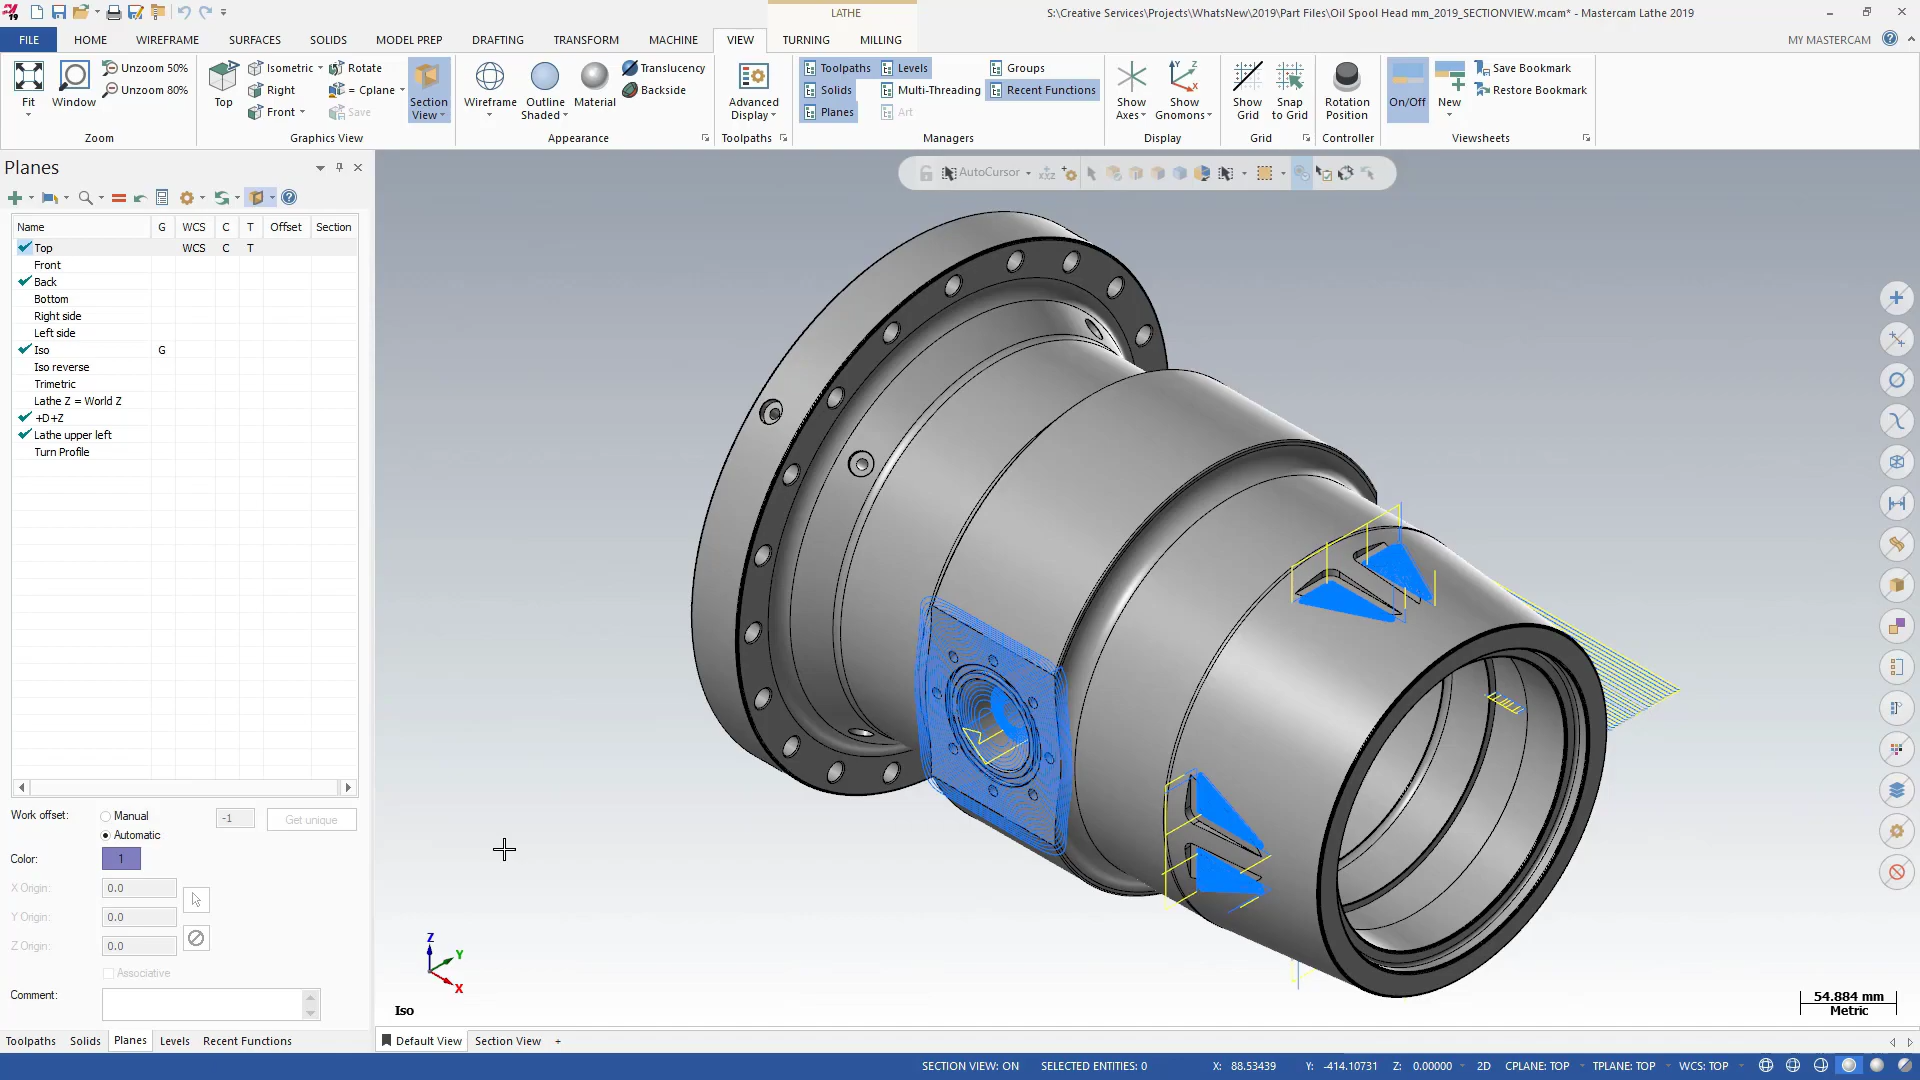 19
LATHE
S:\Creative Services\Projects\WhatsNew\2019\Part Files\Oil Spool Head mm_2019_SECTIONVIEW.mcam* - Mastercam Lathe 2019
FILE HOME WIREFRAME SURFACES SOLIDS MODEL PREP DRAFTING TRANSFORM MACHINE VIEW TURNING MILLING MY MASTERCAM
Fit
Window
Unzoom 50%
Unzoom 80%
Zoom
Top
Isometric
Right
Front
Rotate
= Cplane
Save
Section View
Graphics View
Wireframe
Outline Shaded
Material
Translucency
Backside
Appearance
Advanced Display
Toolpaths
Toolpaths
Solids
Planes
Levels
Multi-Threading
Art
Groups
Recent Functions
Managers
Show Axes
Show Gnomons
Display
Show Grid
Snap to Grid
Grid
Rotation Position
Controller
On/Off
New
Save Bookmark
Restore Bookmark
Viewsheets
Planes
AutoCursor
Name G WCS C T Offset Section
Top WCS C T
Front
Back
Bottom
Right side
Left side
Iso G
Iso reverse
Trimetric
Lathe Z = World Z
+D+Z
Lathe upper left
Turn Profile
Work offset: Manual -1 Get unique
Automatic
Color: 1
X Origin: 0.0
Y Origin: 0.0
Z Origin: 0.0
Associative
Comment:
Z
Y
X
Iso
54.884 mm
Metric
Toolpaths Solids Planes Levels Recent Functions
Default View Section View +
SECTION VIEW: ON SELECTED ENTITIES: 0 X: 88.53439 Y: -414.10731 Z: 0.00000 2D CPLANE: TOP TPLANE: TOP WCS: TOP